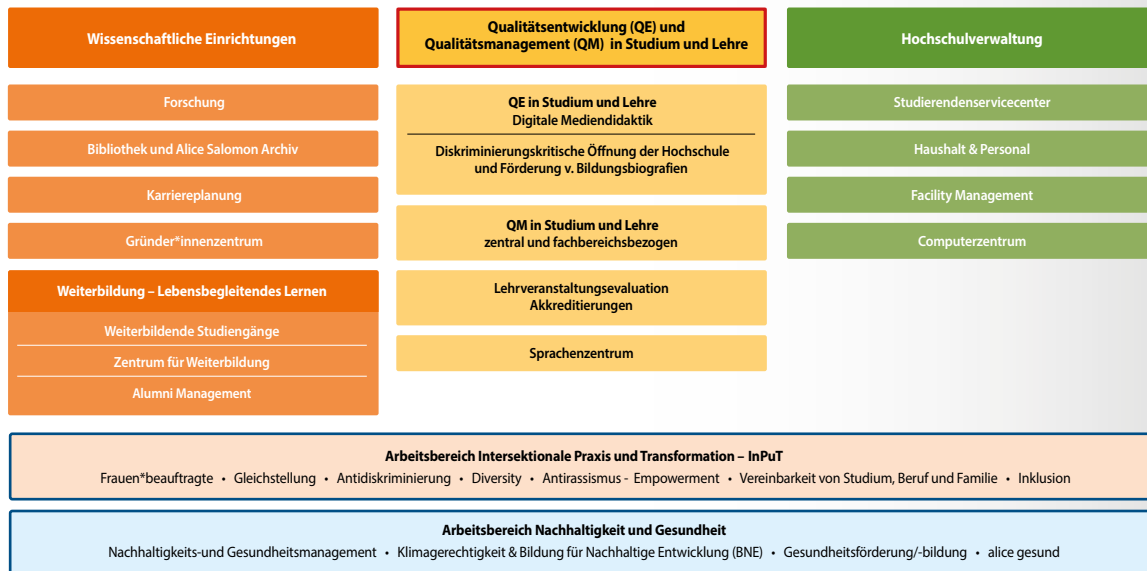 Wissenschaftliche Einrichtungen
Forschung
Bibliothek und Alice Salomon Archiv
Karriereplanung
Gründer*innenzentrum
Weiterbildung – Lebensbegleitendes Lernen
Weiterbildende Studiengänge
Zentrum für Weiterbildung
Alumni Management
Qualitätsentwicklung (QE) und
Qualitätsmanagement (QM) in Studium und Lehre
QE in Studium und Lehre
Digitale Mediendidaktik
Diskriminierungskritische Öffnung der Hochschule
und Förderung v. Bildungsbiografien
QM in Studium und Lehre
zentral und fachbereichsbezogen
Lehrveranstaltungsevaluation
Akkreditierungen
Sprachenzentrum
Hochschulverwaltung
Studierendenservicecenter
Haushalt & Personal
Facility Management
Computerzentrum
Arbeitsbereich Intersektionale Praxis und Transformation – InPuT
Frauen*beauftragte • Gleichstellung • Antidiskriminierung • Diversity • Antirassismus - Empowerment • Vereinbarkeit von Studium, Beruf und Familie • Inklusion
Arbeitsbereich Nachhaltigkeit und Gesundheit
Nachhaltigkeits-und Gesundheitsmanagement • Klimagerechtigkeit & Bildung für Nachhaltige Entwicklung (BNE) • Gesundheitsförderung/-bildung • alice gesund